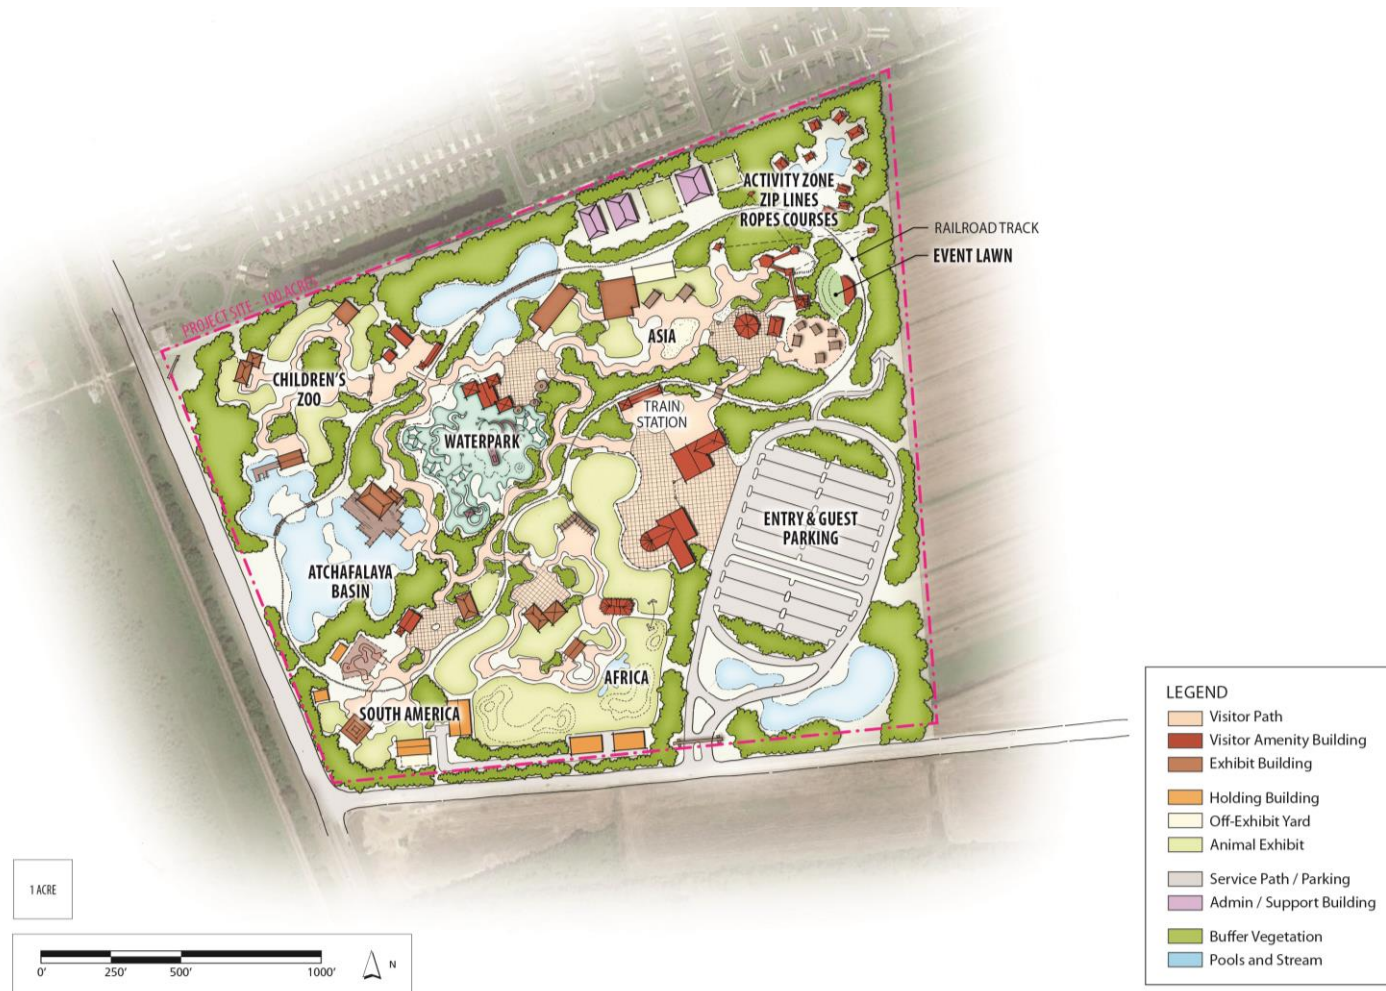 PROJECT SITE - 100 ACRES
ACTIVITY ZONE
ZIP LINES
ROPES COURSES
RAILROAD TRACK
EVENT LAWN
ASIA
CHILDREN'S
ZOO
TRAIN
STATION
WATERPARK
ENTRY & GUEST
PARKING
ATCHAFALAYA
BASIN
AFRICA
SOUTH AMERICA
LEGEND
Visitor Path
Visitor Amenity Building
Exhibit Building
Holding Building
Off-Exhibit Yard
Animal Exhibit
Service Path / Parking
Admin / Support Building
Buffer Vegetation
Pools and Stream
1 ACRE
0' 250' 500' 1000'
N